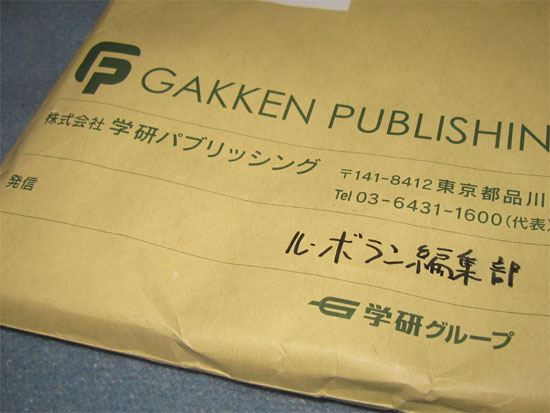 GP GAKKEN PUBLISHIN
株式会社 学研パブリッシング
〒141-8412 東京都品川
Tel 03-6431-1600(代表)
発信
ル・ボラン編集部
学研グループ